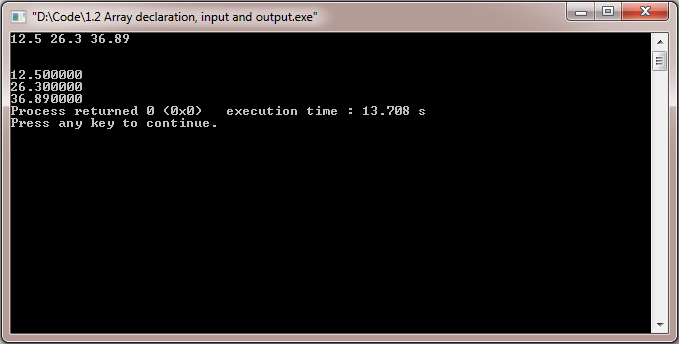 "D:\Code\1.2 Array declaration, input and output.exe"
12.5 26.3 36.89
12.500000
26.300000
36.890000
Process returned 0 (0x0)   execution time : 13.708 s
Press any key to continue.